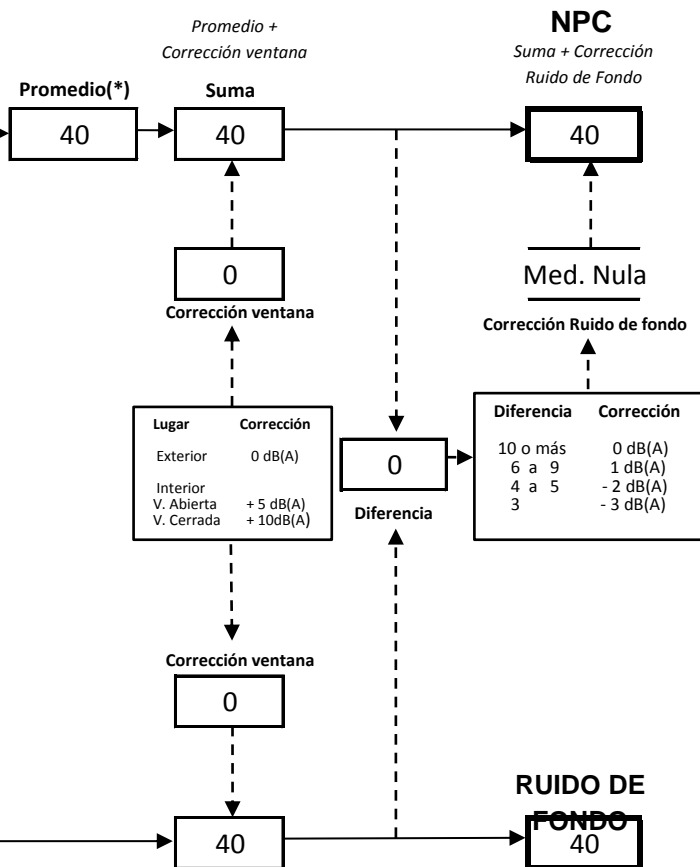 Promedio +
Corrección ventana
NPC
Suma + Corrección
Ruido de Fondo
Promedio(*)
Suma
40
40
40
0
Corrección ventana
Med. Nula
Corrección Ruido de fondo
Lugar Corrección
Exterior 0 dB(A)
Interior
V. Abierta + 5 dB(A)
V. Cerrada + 10dB(A)
0
Diferencia
Diferencia Corrección
10 o más 0 dB(A)
6 a 9 1 dB(A)
4 a 5 - 2 dB(A)
3 - 3 dB(A)
Corrección ventana
0
40
RUIDO DE
FONDO
40